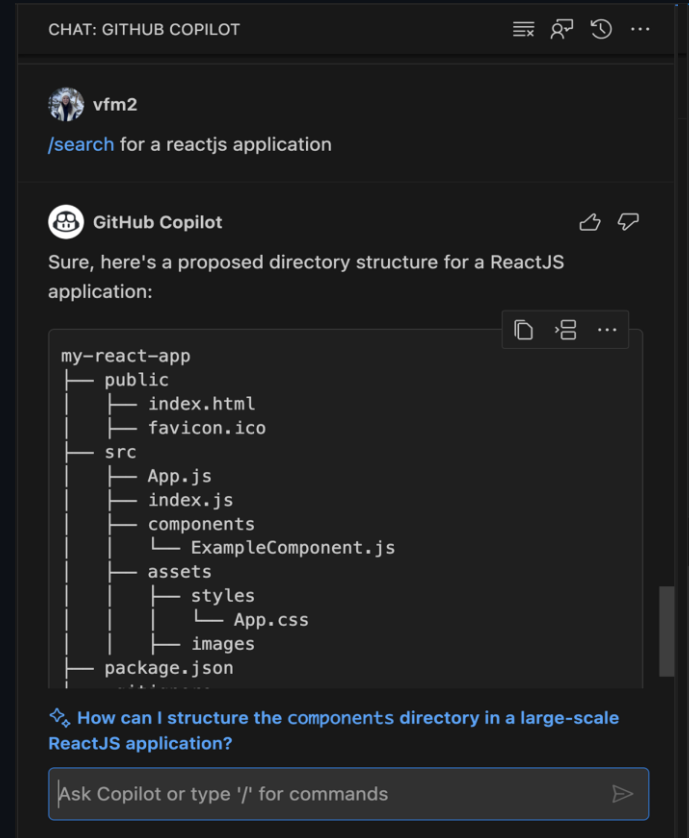 CHAT: GITHUB COPILOT
vfm2
/search for a reactjs application
GitHub Copilot
Sure, here's a proposed directory structure for a ReactJS
application:
my-react-app
├── public
│   ├── index.html
│   ├── favicon.ico
├── src
│   ├── App.js
│   ├── index.js
│   ├── components
│   │   └── ExampleComponent.js
│   ├── assets
│   │   ├── styles
│   │   │   └── App.css
│   │   ├── images
├── package.json
How can I structure the components directory in a large-scale
ReactJS application?
Ask Copilot or type '/' for commands